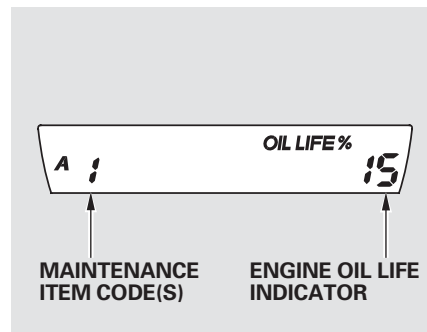 OIL LIFE %
A 1 15
MAINTENANCE ITEM CODE(S)
ENGINE OIL LIFE INDICATOR